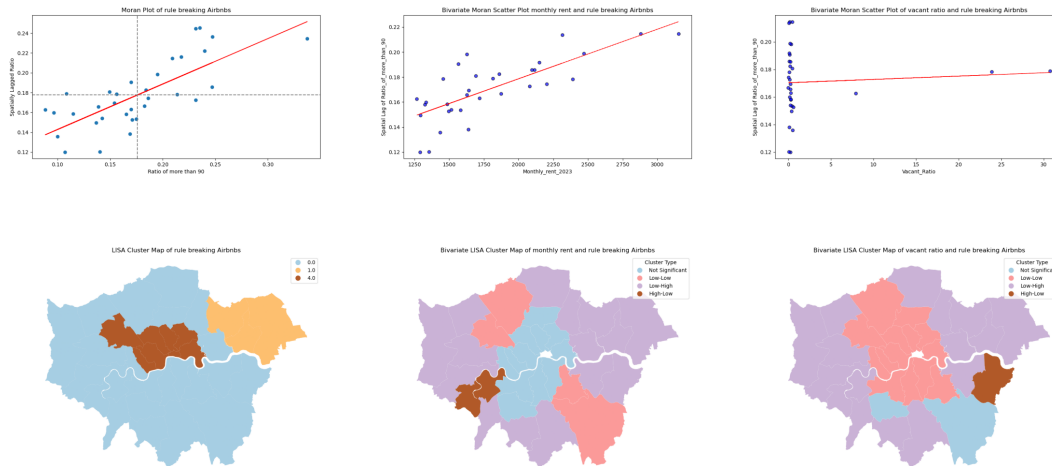 Moran Plot of rule breaking Airbnbs
Spatially Lagged Ratio
0.24
0.22
0.20
0.18
0.16
0.14
0.12
0.10
0.15
0.20
0.25
0.30
Ratio of more than 90
Bivariate Moran Scatter Plot monthly rent and rule breaking Airbnbs
Spatial Lag of Ratio_of_more_than_90
0.22
0.20
0.18
0.16
0.14
0.12
1250
1500
1750
2000
2250
2500
2750
3000
Monthly_rent_2023
Bivariate Moran Scatter Plot of vacant ratio and rule breaking Airbnbs
Spatial Lag of Ratio_of_more_than_90
0.20
0.18
0.16
0.14
0.12
0
5
10
15
20
25
30
Vacant_Ratio
LISA Cluster Map of rule breaking Airbnbs
0.0
1.0
4.0
Bivariate LISA Cluster Map of monthly rent and rule breaking Airbnbs
Cluster Type
Not Significant
Low-Low
Low-High
High-Low
Bivariate LISA Cluster Map of vacant ratio and rule breaking Airbnbs
Cluster Type
Not Significant
Low-Low
Low-High
High-Low